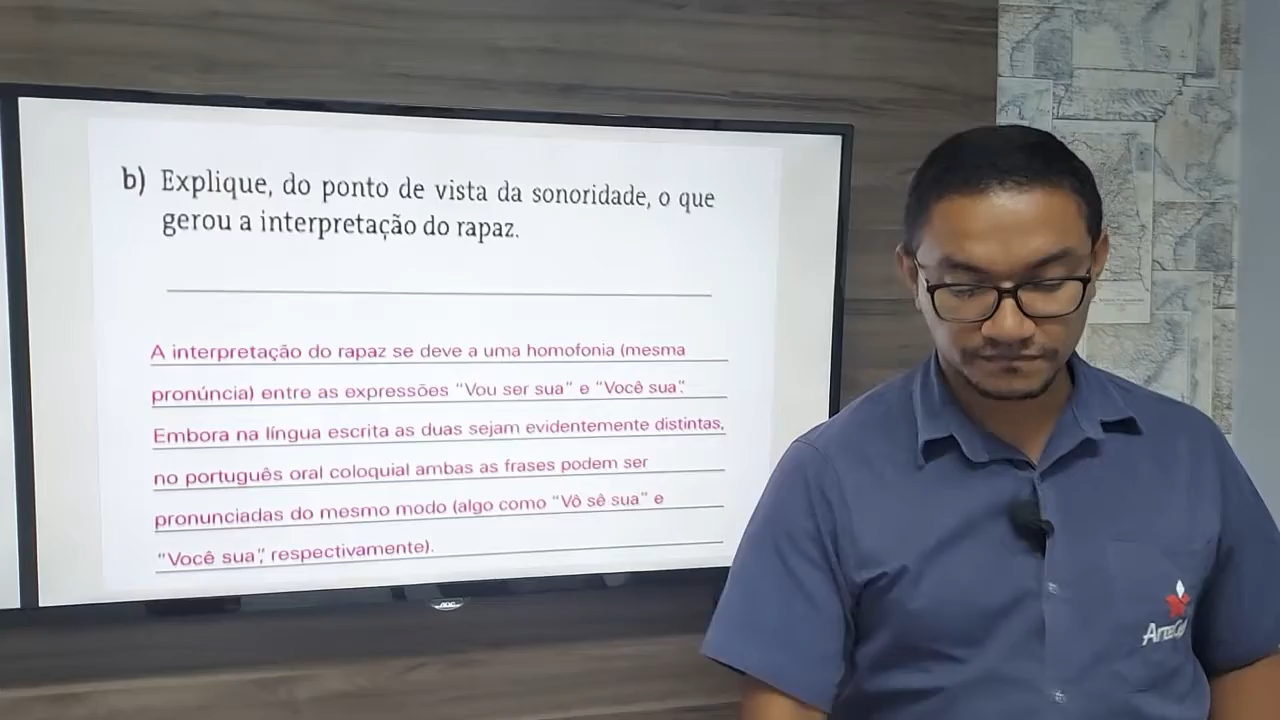 b) Explique, do ponto de vista da sonoridade, o que
gerou a interpretação do rapaz.
A interpretação do rapaz se deve a uma homofonia (mesma
pronúncia) entre as expressões “Vou ser sua” e “Você sua”.
Embora na língua escrita as duas sejam evidentemente distintas,
no português oral coloquial ambas as frases podem ser
pronunciadas do mesmo modo (algo como “Vô sê sua” e
“Você sua”, respectivamente).
AOC